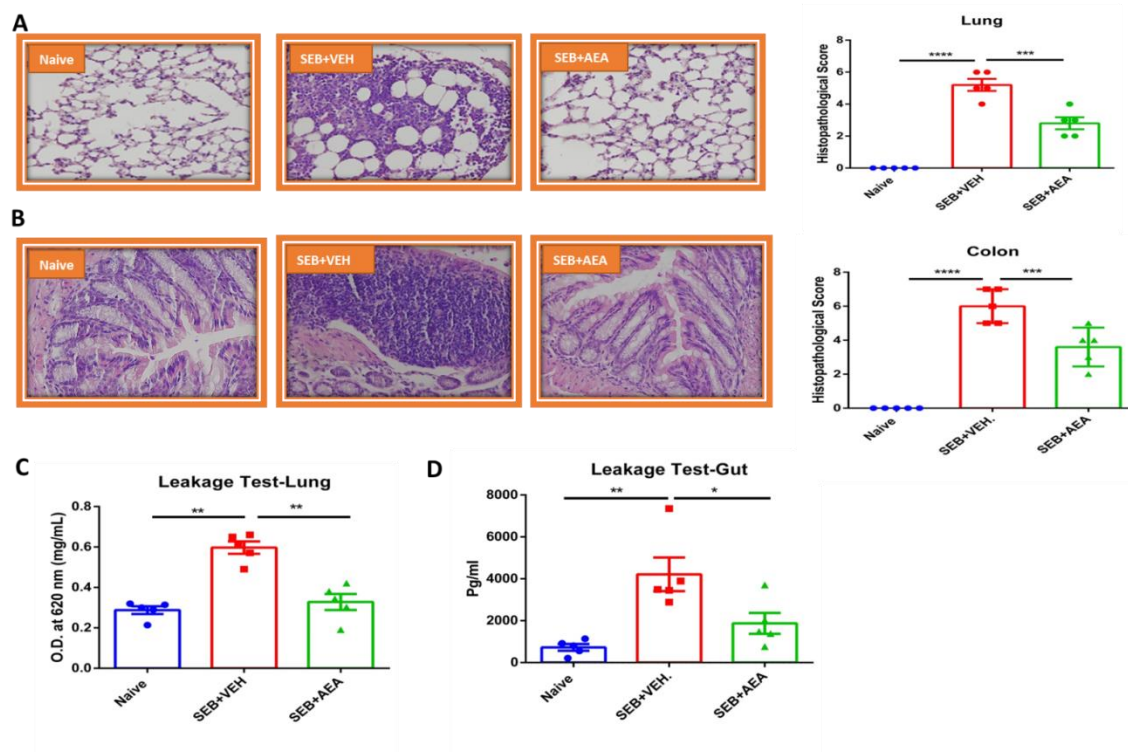 A
Naive
SEB+VEH
SEB+AEA
Lung
Histopathological Score
8
6
4
2
0
****
***
Naive
SEB+VEH
SEB+AEA
B
Naive
SEB+VEH
SEB+AEA
Colon
Histopathological Score
8
6
4
2
0
****
***
Naive
SEB+VEH.
SEB+AEA
C
Leakage Test-Lung
O.D. at 620 nm (mg/mL)
0.8
0.6
0.4
0.2
0.0
**
**
Naive
SEB+VEH
SEB+AEA
D
Leakage Test-Gut
Pg/ml
8000
6000
4000
2000
0
**
*
Naive
SEB+VEH.
SEB+AEA